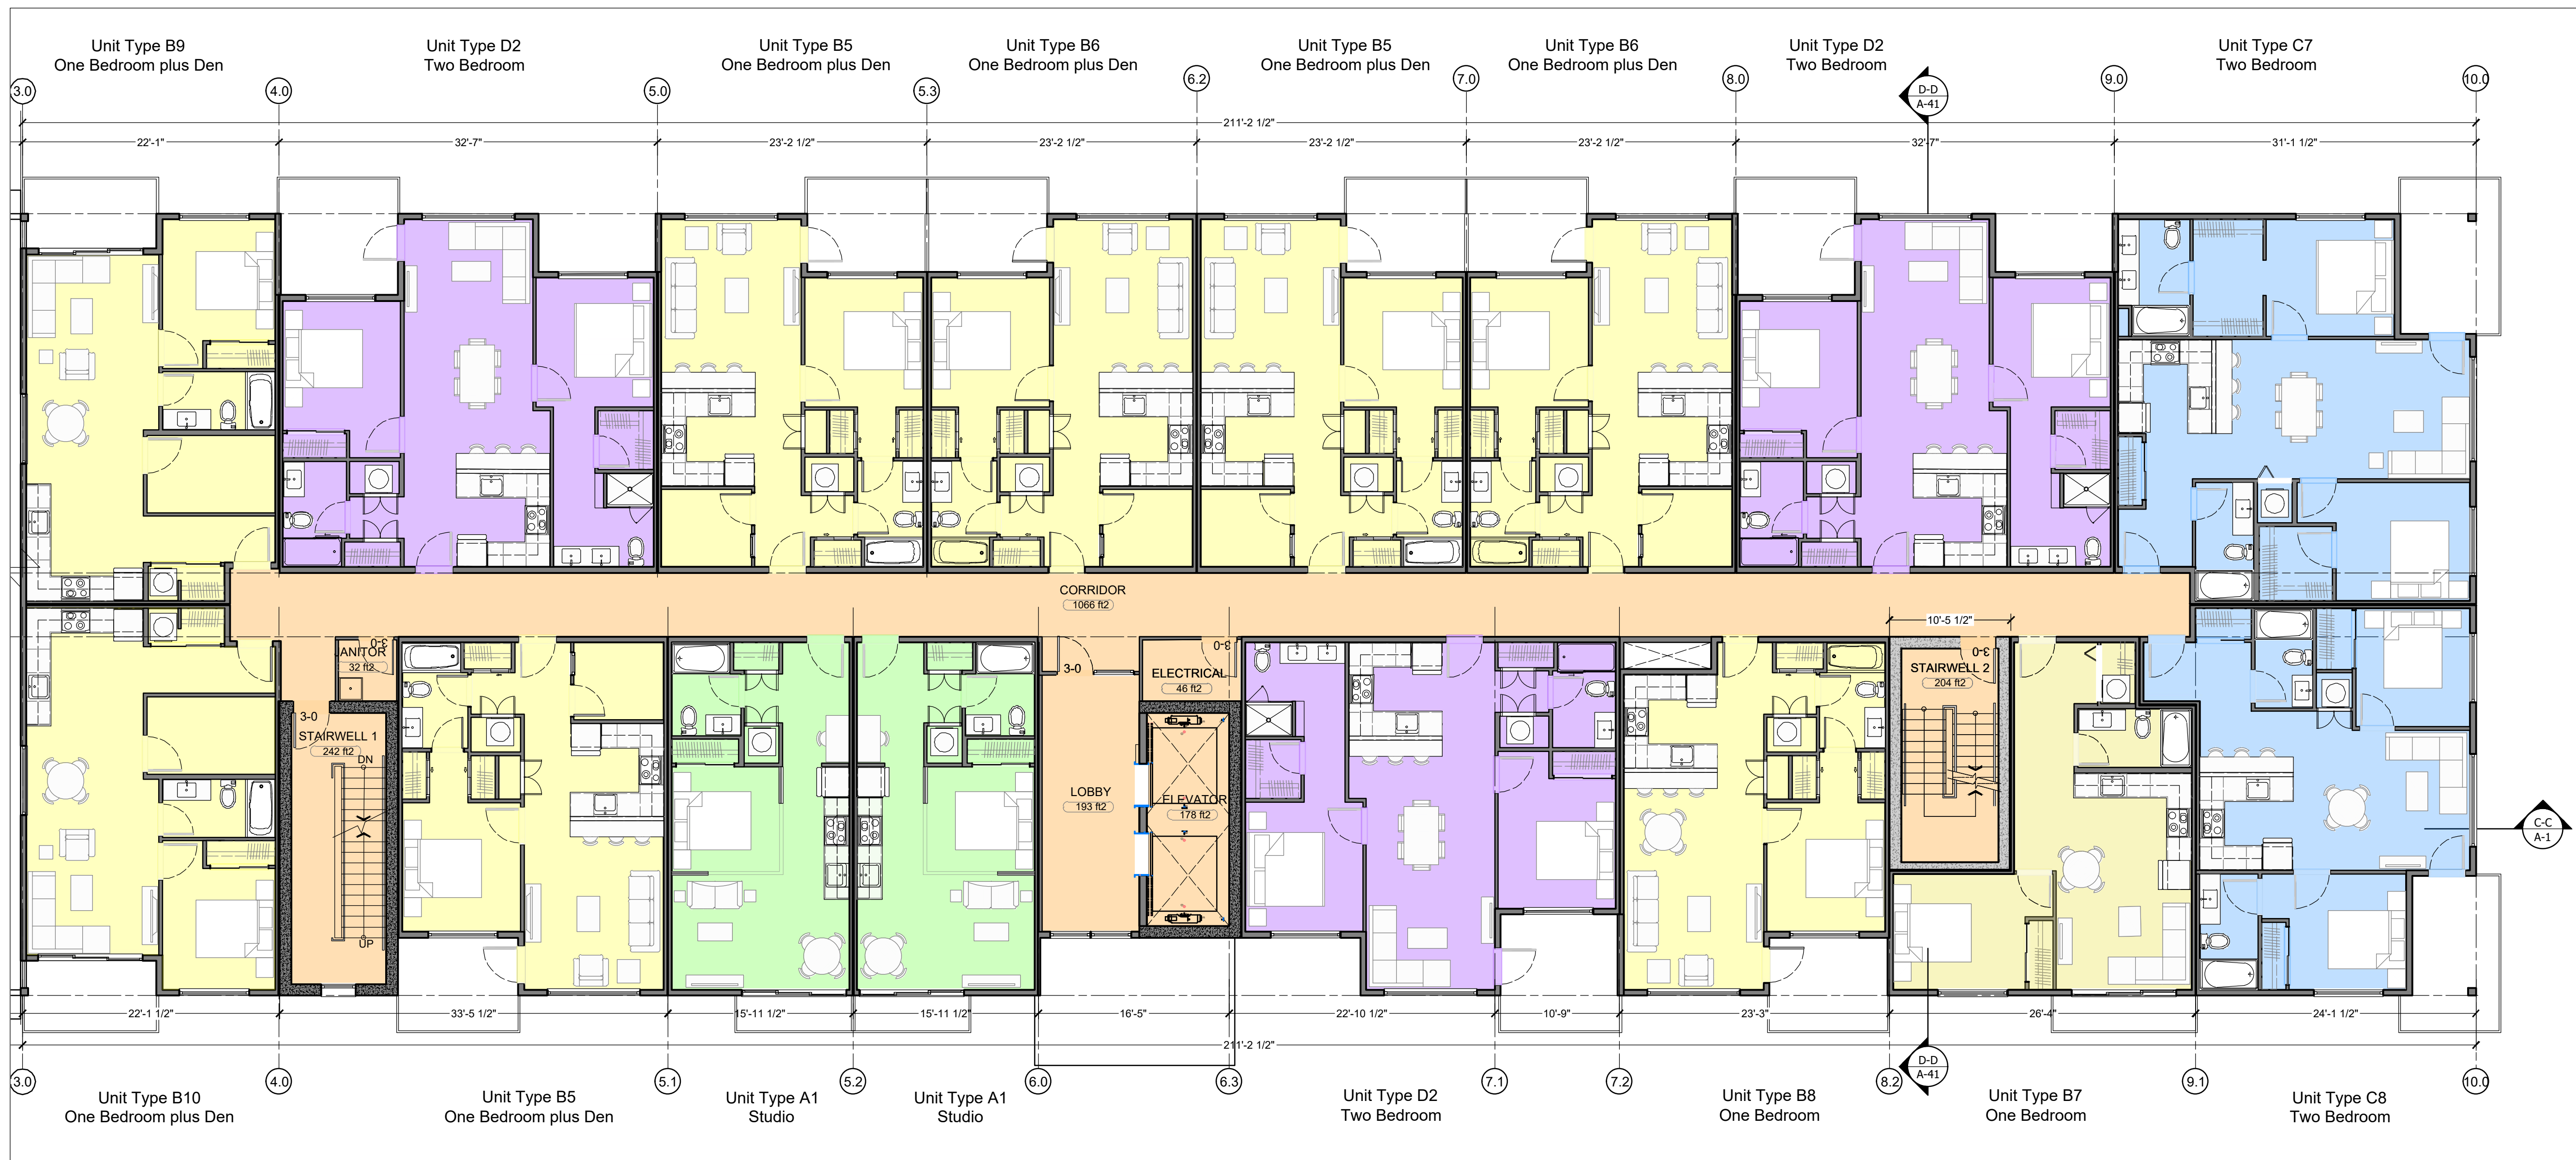 Unit Type B9
One Bedroom plus Den
Unit Type D2
Two Bedroom
Unit Type B5
One Bedroom plus Den
Unit Type B6
One Bedroom plus Den
Unit Type B5
One Bedroom plus Den
Unit Type B6
One Bedroom plus Den
Unit Type D2
Two Bedroom
Unit Type C7
Two Bedroom
3.0
4.0
5.0
5.3
6.2
7.0
8.0
D-D
A-41
9.0
10.0
211'-2 1/2"
22'-1"
32'-7"
23'-2 1/2"
23'-2 1/2"
23'-2 1/2"
23'-2 1/2"
32'-7"
31'-1 1/2"
CORRIDOR
1066 ft2
10'-5 1/2"
3-0
ANITOR
32 ft2
3-0
3-0
ELECTRICAL
46 ft2
3-0
STAIRWELL 2
204 ft2
3-0
STAIRWELL 1
242 ft2
DN
UP
LOBBY
193 ft2
ELEVATOR
178 ft2
C-C
A-1
22'-1 1/2"
33'-5 1/2"
15'-11 1/2"
15'-11 1/2"
16'-5"
22'-10 1/2"
10'-9"
23'-3"
26'-4"
24'-1 1/2"
211'-2 1/2"
3.0
4.0
5.1
5.2
6.0
6.3
7.1
7.2
8.2
D-D
A-41
9.1
10.0
Unit Type B10
One Bedroom plus Den
Unit Type B5
One Bedroom plus Den
Unit Type A1
Studio
Unit Type A1
Studio
Unit Type D2
Two Bedroom
Unit Type B8
One Bedroom
Unit Type B7
One Bedroom
Unit Type C8
Two Bedroom